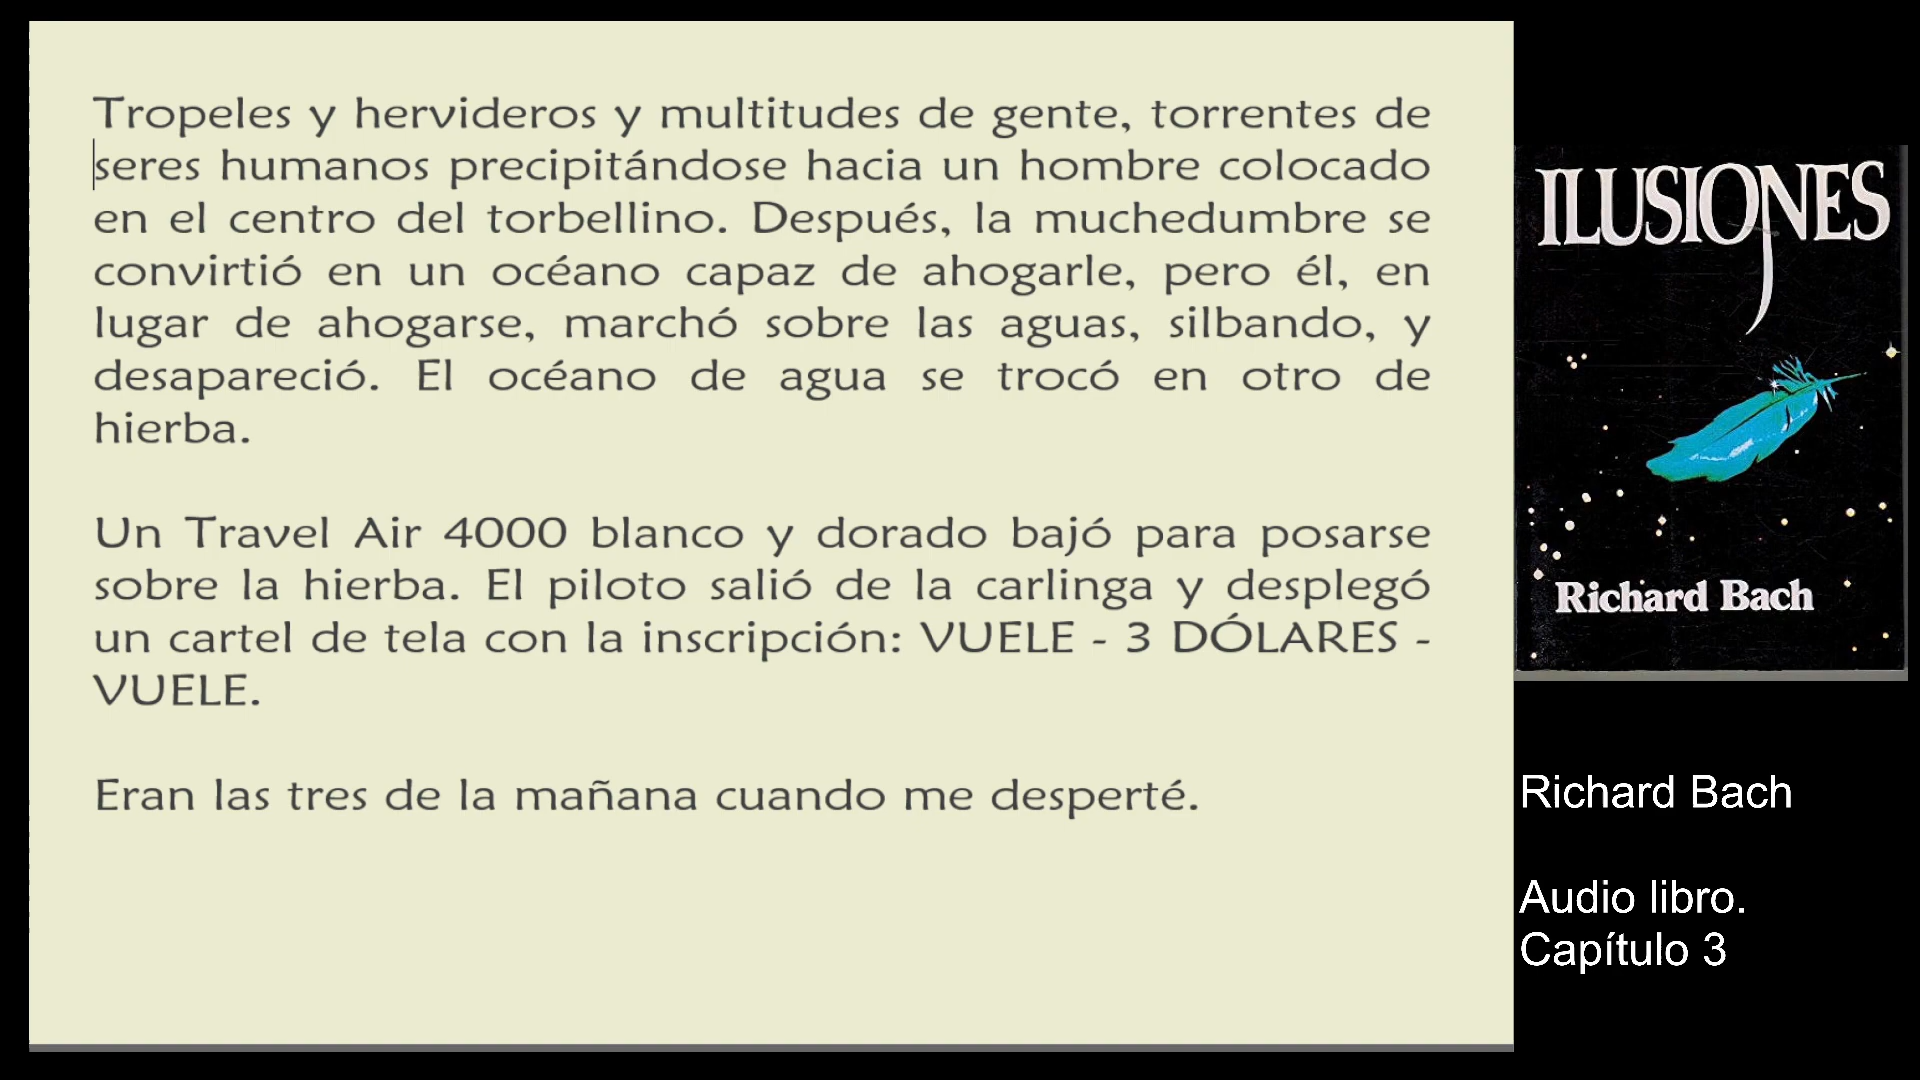 Tropeles y hervideros y multitudes de gente, torrentes de
seres humanos precipitándose hacia un hombre colocado
en el centro del torbellino. Después, la muchedumbre se
convirtió en un océano capaz de ahogarle, pero él, en
lugar de ahogarse, marchó sobre las aguas, silbando, y
desapareció. El océano de agua se trocó en otro de
hierba.
Un Travel Air 4000 blanco y dorado bajó para posarse
sobre la hierba. El piloto salió de la carlinga y desplegó
un cartel de tela con la inscripción: VUELE - 3 DÓLARES -
VUELE.
Eran las tres de la mañana cuando me desperté.
ILUSIONES
Richard Bach
Richard Bach
Audio libro.
Capítulo 3